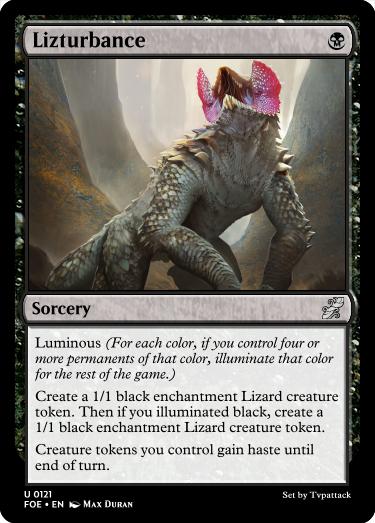 Lizturbance
Sorcery
Luminous (For each color, if you control four or
more permanents of that color, illuminate that color
for the rest of the game.)
Create a 1/1 black enchantment Lizard creature
token. Then if you illuminated black, create a
1/1 black enchantment Lizard creature token.
Creature tokens you control gain haste until
end of turn.
U 0121
FOE • EN Max Duran
Set by Tvpattack